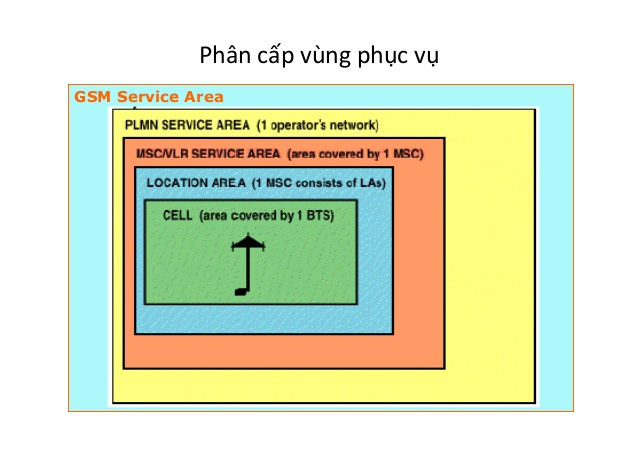 Phân cấp vùng phục vụ
GSM Service Area
PLMN SERVICE AREA (1 operator's network)
MSC/VLR SERVICE AREA (area covered by 1 MSC)
LOCATION AREA (1 MSC consists of LAs)
CELL (area covered by 1 BTS)